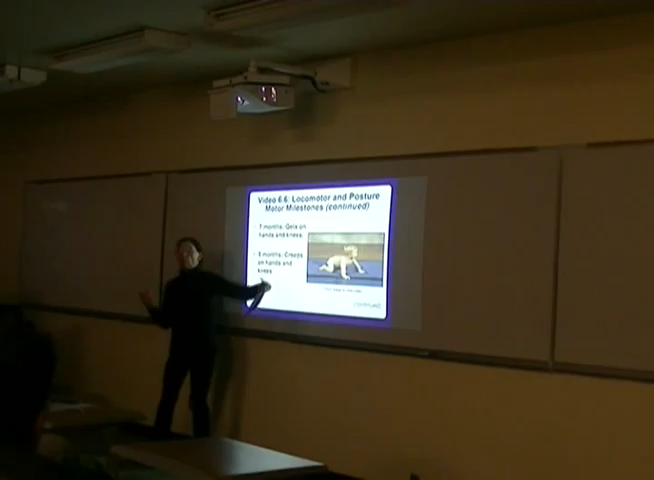 Video 6.6: Locomotor and Posture
Motor Milestones (continued)
7 months: Gets on
hands and knees.
8 months: Creeps
on hands and
knees
continued